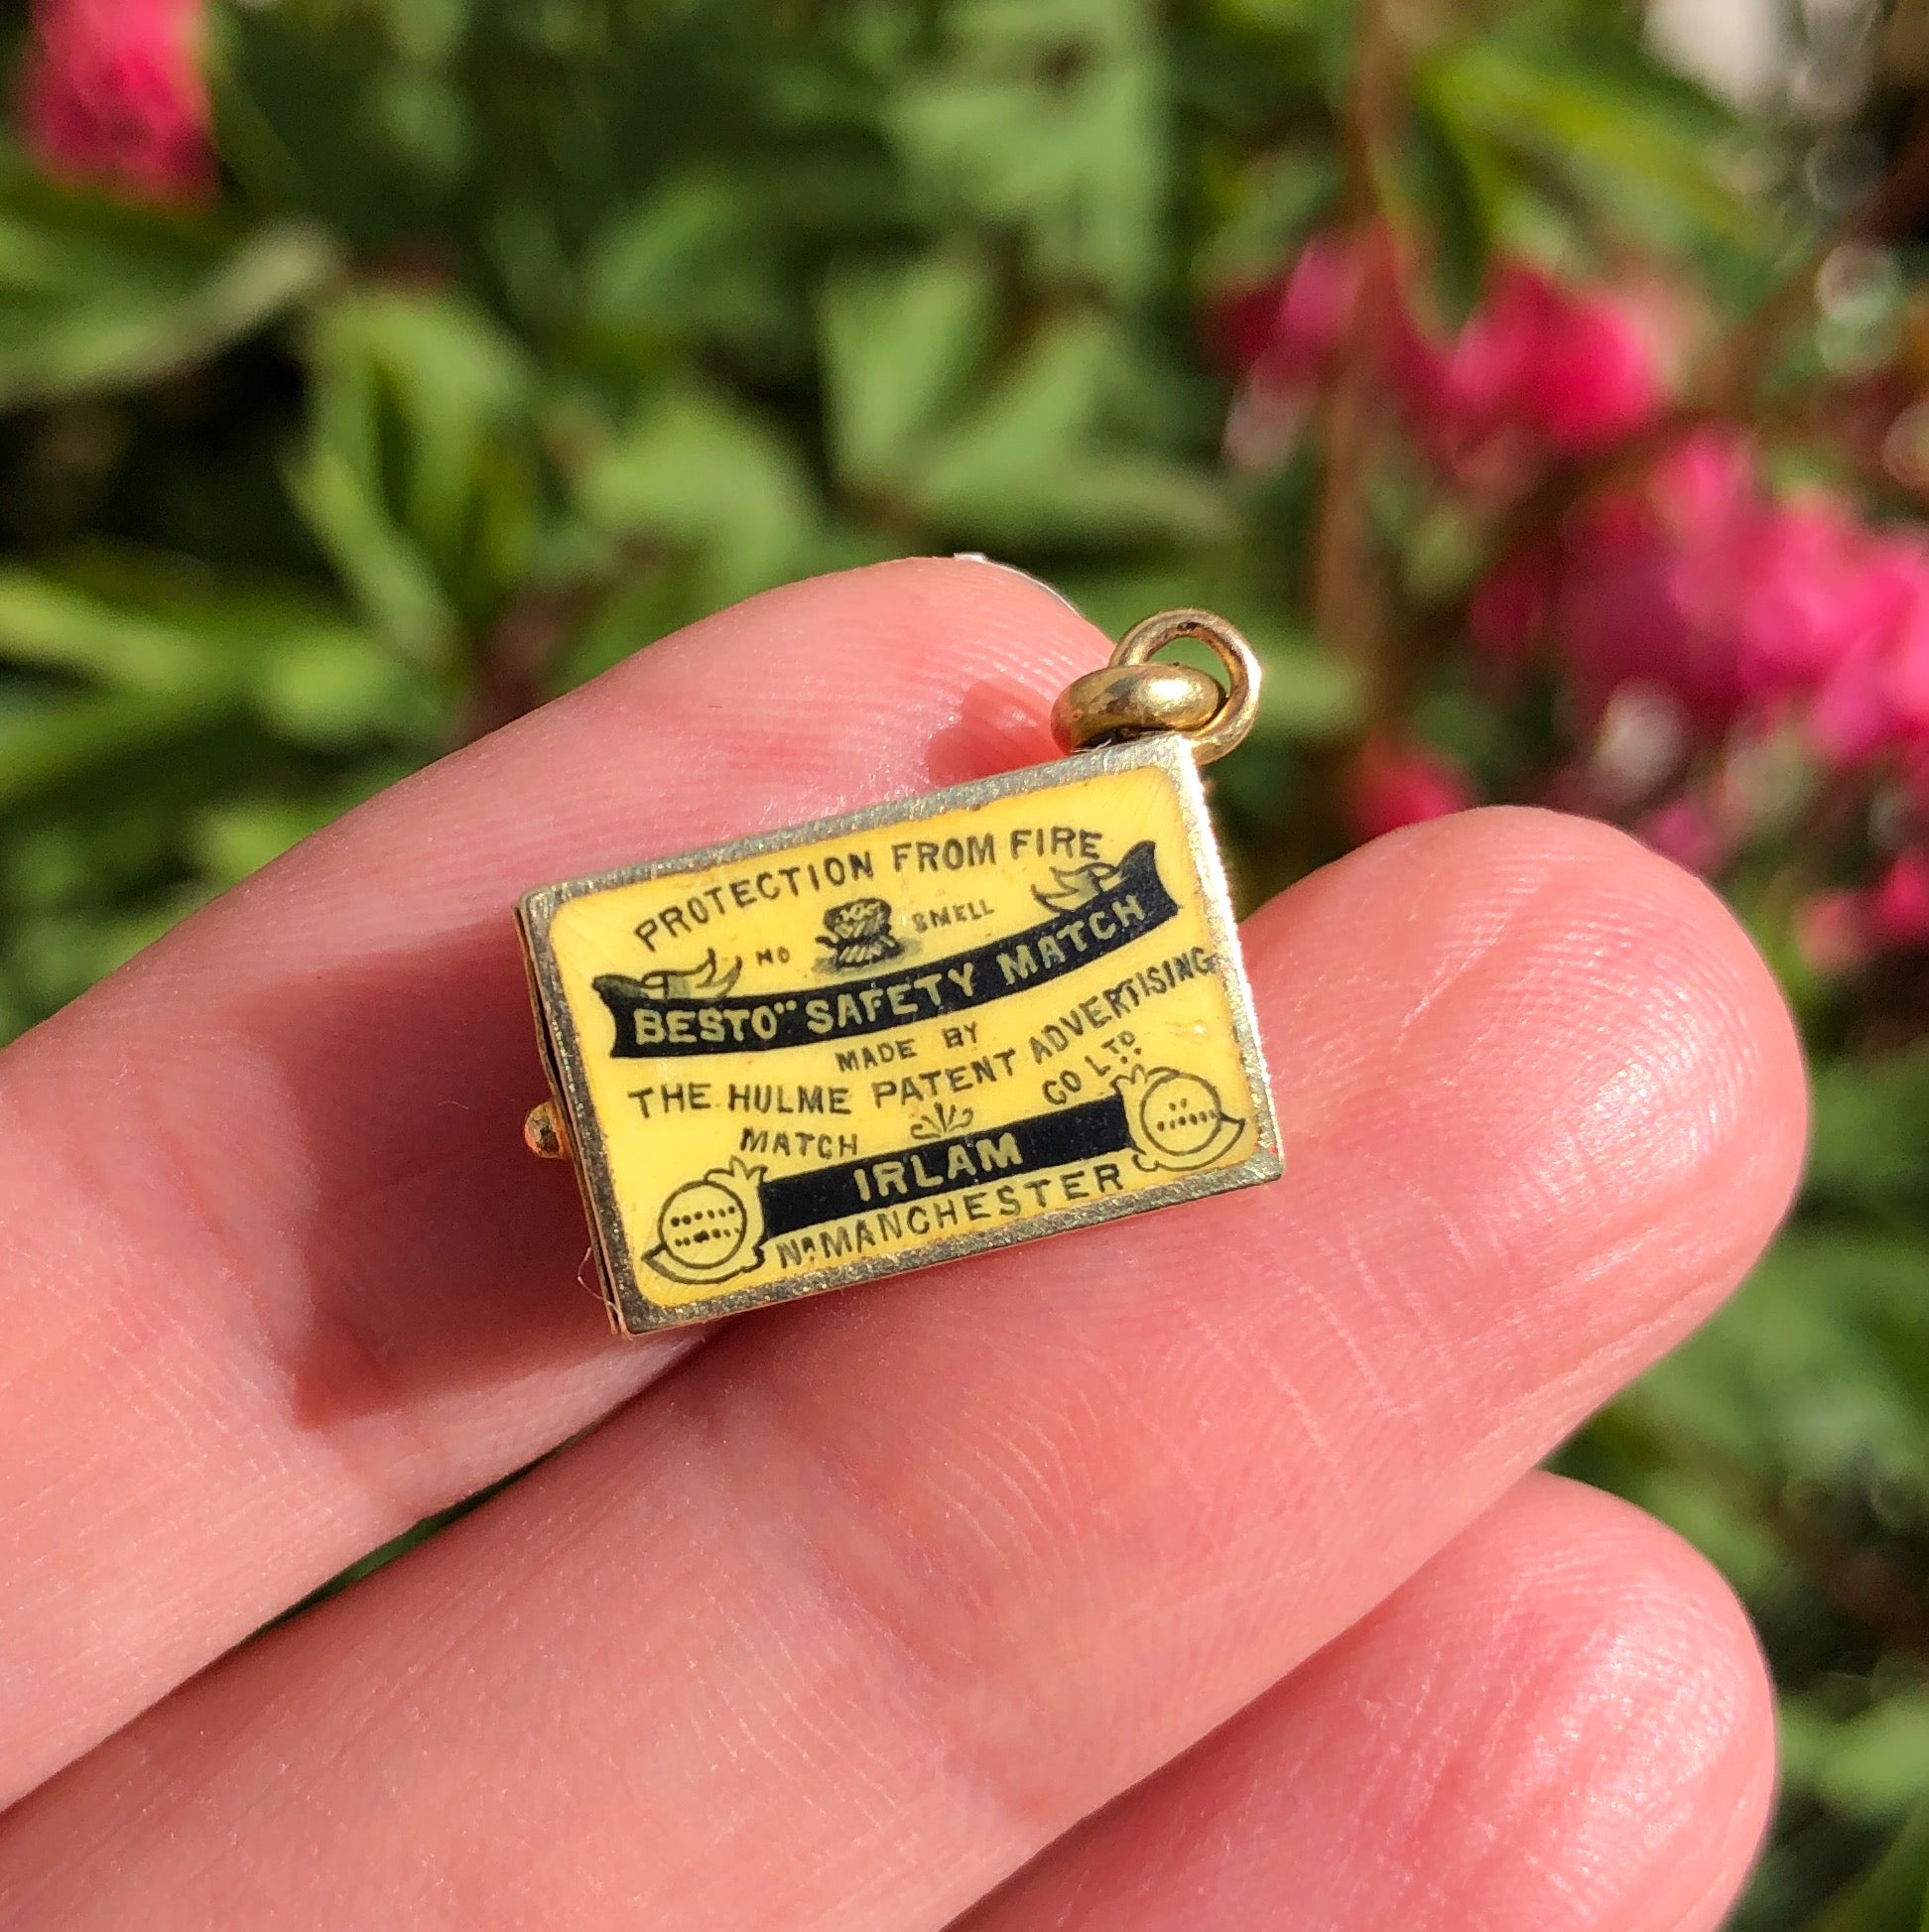 PROTECTION FROM FIRE
NO SMELL
BESTO" SAFETY MATCH
MADE BY
THE HULME PATENT ADVERTISING
MATCH CO LTD
IRLAM
Nr MANCHESTER